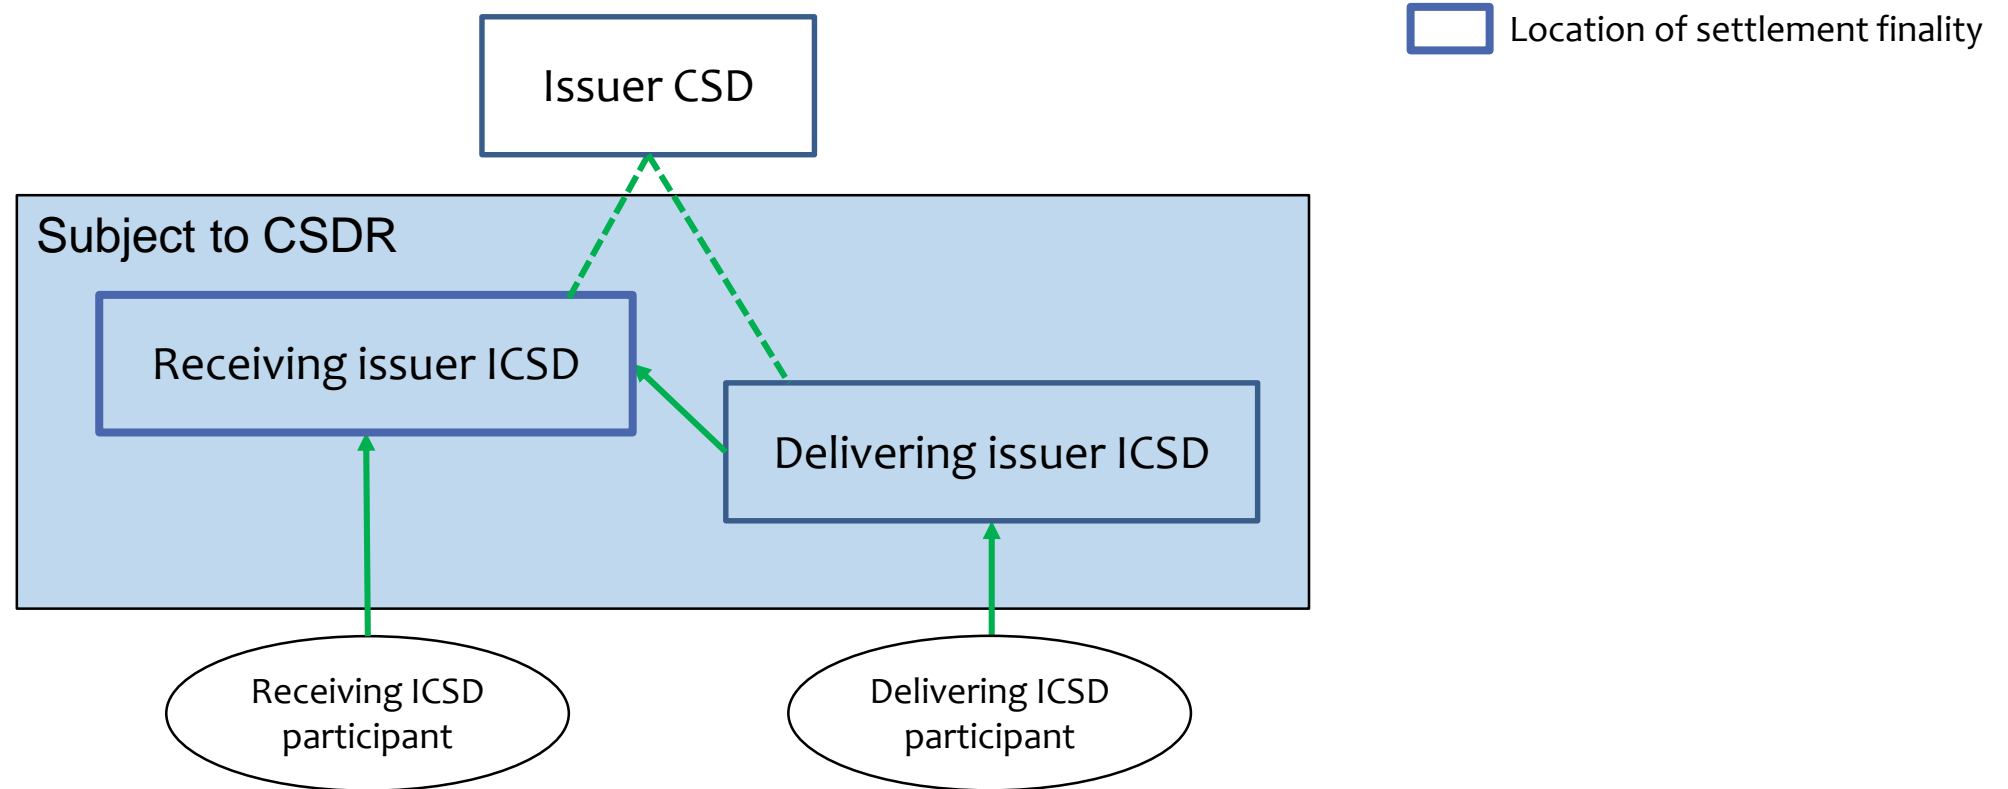 Location of settlement finality
Issuer CSD
Subject to CSDR
Receiving issuer ICSD
Delivering issuer ICSD
Receiving ICSD
participant
Delivering ICSD
participant